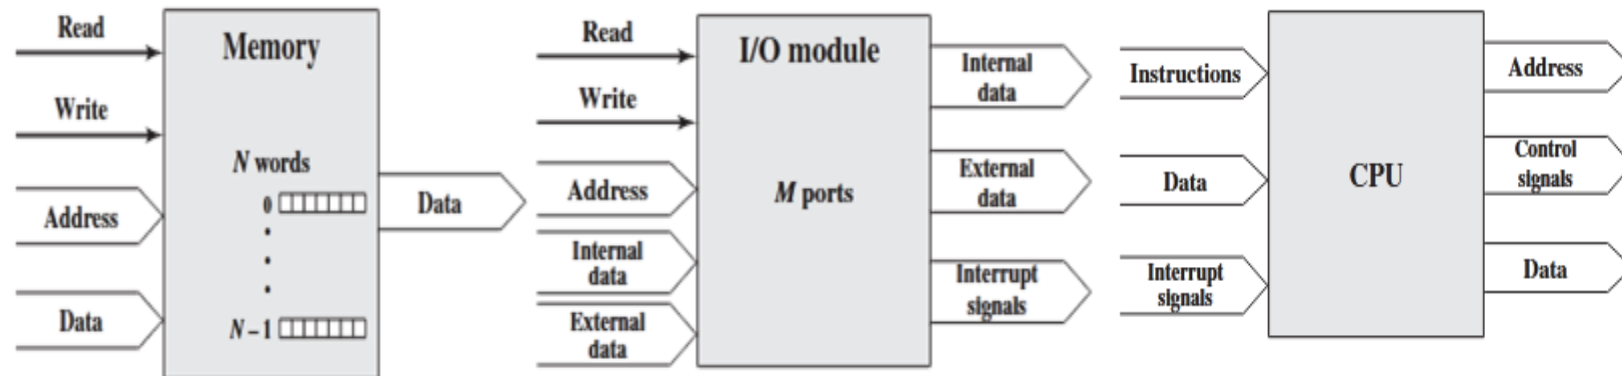 Read
Write
Address
Data
Memory
N words
0
N – 1
Data
Read
Write
Address
Internal
data
External
data
I/O module
M ports
Internal
data
External
data
Interrupt
signals
Instructions
Data
Interrupt
signals
CPU
Address
Control
signals
Data